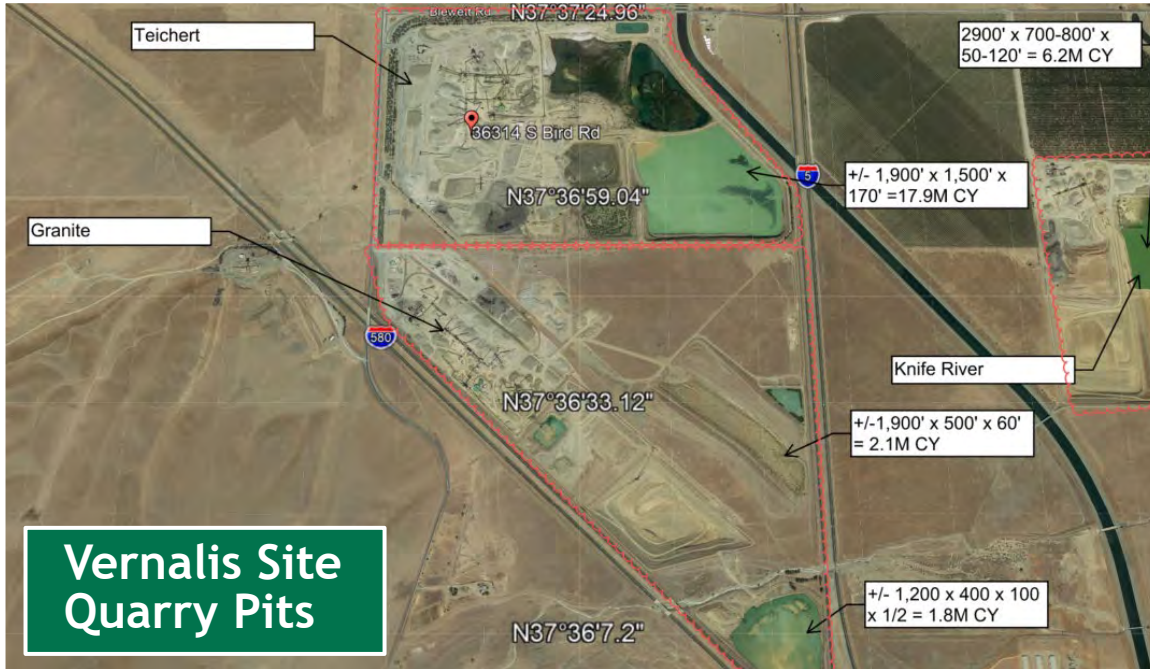 Blewett Rd
N37°37'24.96"
Teichert
2900' x 700-800' x
50-120' = 6.2M CY
36314 S Bird Rd
5
+/- 1,900' x 1,500' x
170' =17.9M CY
N37°36'59.04"
Granite
580
Knife River
N37°36'33.12"
+/-1,900' x 500' x 60'
= 2.1M CY
Vernalis Site
Quarry Pits
+/- 1,200 x 400 x 100
x 1/2 = 1.8M CY
N37°36'7.2"